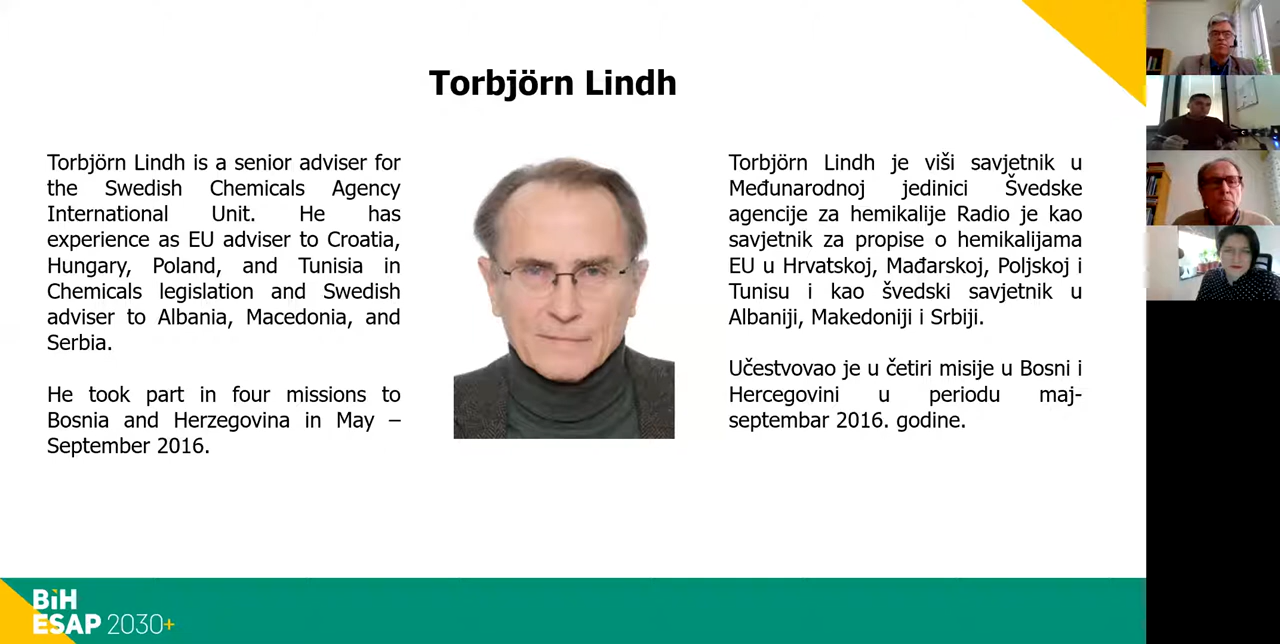 Torbjörn Lindh
Torbjörn Lindh is a senior adviser for
the Swedish Chemicals Agency
International Unit. He has
experience as EU adviser to Croatia,
Hungary, Poland, and Tunisia in
Chemicals legislation and Swedish
adviser to Albania, Macedonia, and
Serbia.
He took part in four missions to
Bosnia and Herzegovina in May –
September 2016.
Torbjörn Lindh je viši savjetnik u
Međunarodnoj jedinici Švedske
agencije za hemikalije Radio je kao
savjetnik za propise o hemikalijama
EU u Hrvatskoj, Mađarskoj, Poljskoj i
Tunisu i kao švedski savjetnik u
Albaniji, Makedoniji i Srbiji.
Učestvovao je u četiri misije u Bosni i
Hercegovini u periodu maj-
septembar 2016. godine.
BiH
ESAP 2030+